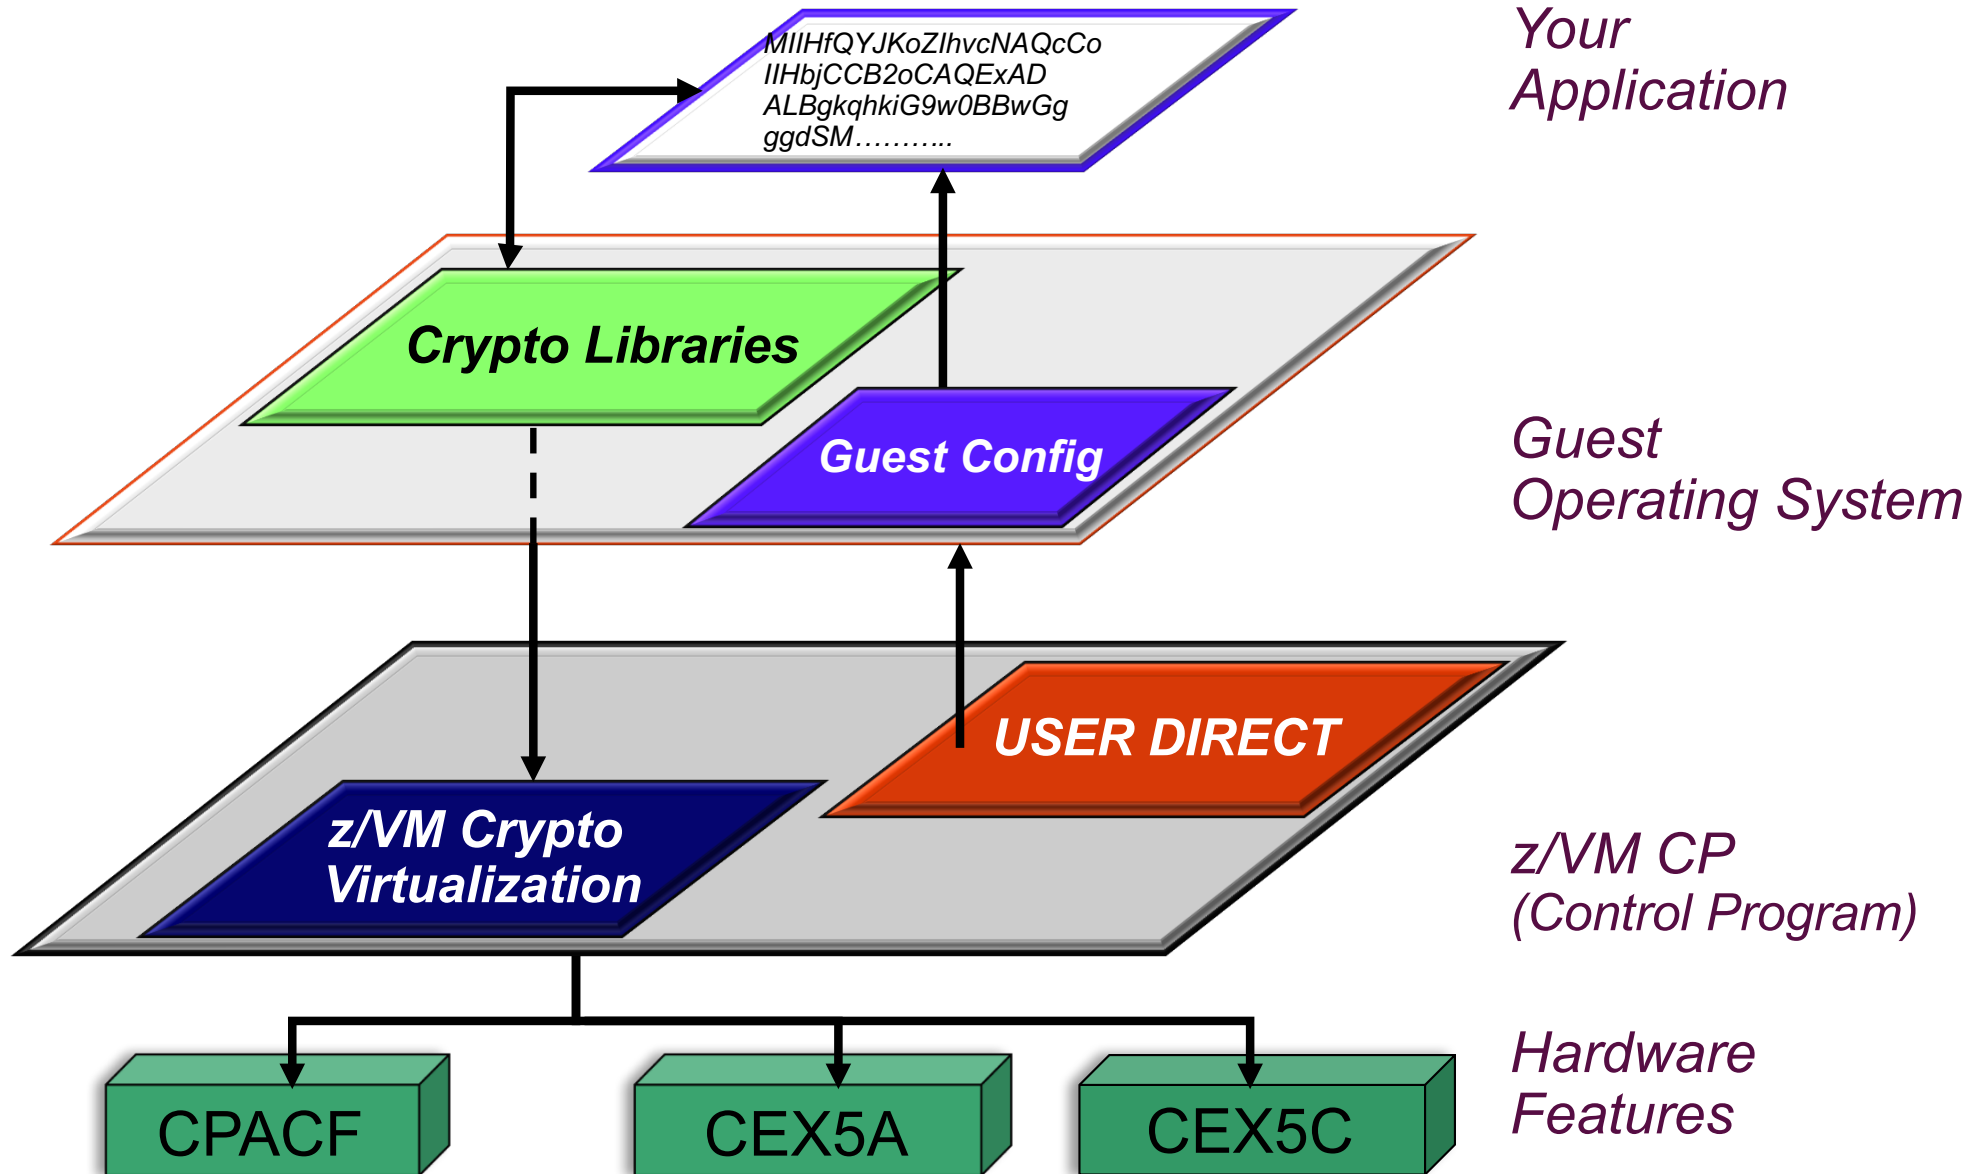 MIIHfQYJKoZIhvcNAQcCo
IIHbjCCB2oCAQExAD
ALBgkqhkiG9w0BBwGg
ggdSM………..
Your
Application
Crypto Libraries
Guest Config
Guest
Operating System
USER DIRECT
z/VM Crypto
Virtualization
z/VM CP
(Control Program)
Hardware
Features
CPACF
CEX5A
CEX5C